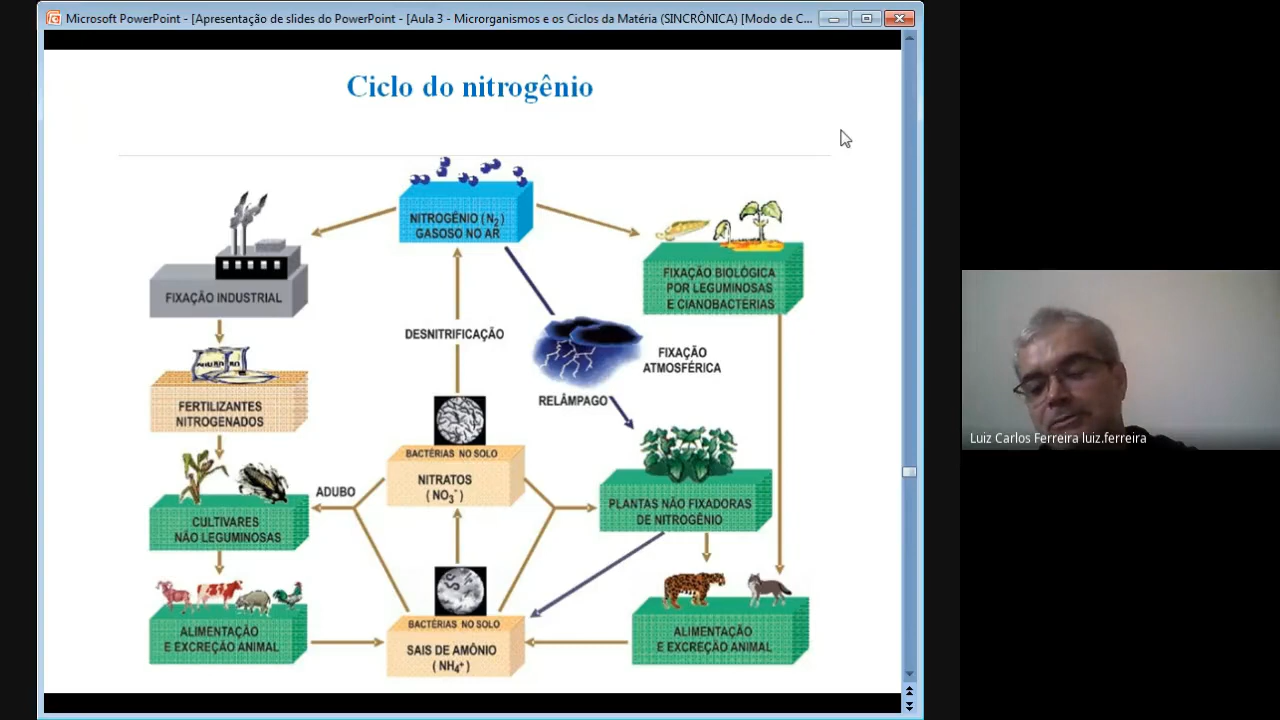 Microsoft PowerPoint - [Apresentação de slides do PowerPoint - [Aula 3 - Microrganismos e os Ciclos da Matéria (SINCRÔNICA) [Modo de C...
Ciclo do nitrogênio
NITROGÊNIO (N2)
GASOSO NO AR
FIXAÇÃO INDUSTRIAL
FIXAÇÃO BIOLÓGICA
POR LEGUMINOSAS
E CIANOBACTÉRIAS
DESNITRIFICAÇÃO
FIXAÇÃO
ATMOSFÉRICA
RELÂMPAGO
FERTILIZANTES
NITROGENADOS
BACTÉRIAS NO SOLO
NITRATOS
(NO3-)
ADUBO
PLANTAS NÃO FIXADORAS
DE NITROGÊNIO
CULTIVARES
NÃO LEGUMINOSAS
BACTÉRIAS NO SOLO
SAIS DE AMÔNIO
(NH4+)
ALIMENTAÇÃO
E EXCREÇÃO ANIMAL
ALIMENTAÇÃO
E EXCREÇÃO ANIMAL
Luiz Carlos Ferreira luiz.ferreira